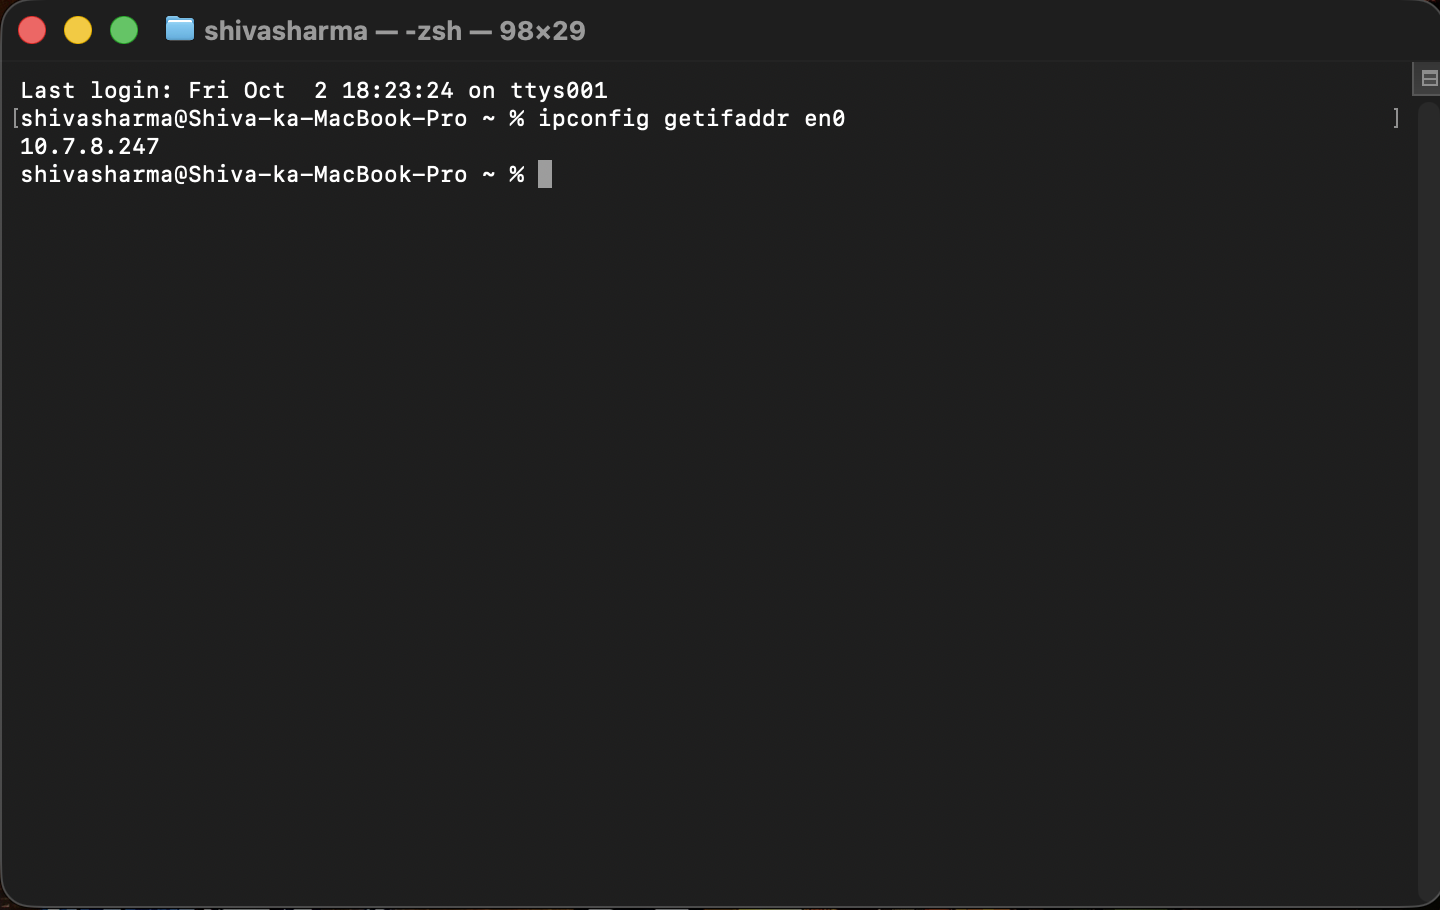 shivasharma — -zsh — 98×29
Last login: Fri Oct  2 18:23:24 on ttys001
[shivasharma@Shiva-ka-MacBook-Pro ~ % ipconfig getifaddr en0 ]
10.7.8.247
shivasharma@Shiva-ka-MacBook-Pro ~ %